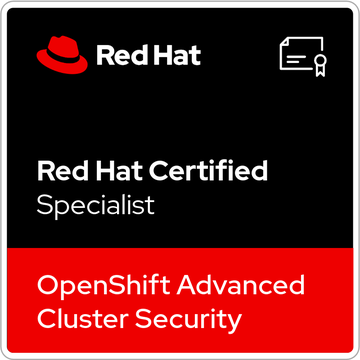 Red Hat
Red Hat Certified
Specialist
OpenShift Advanced
Cluster Security